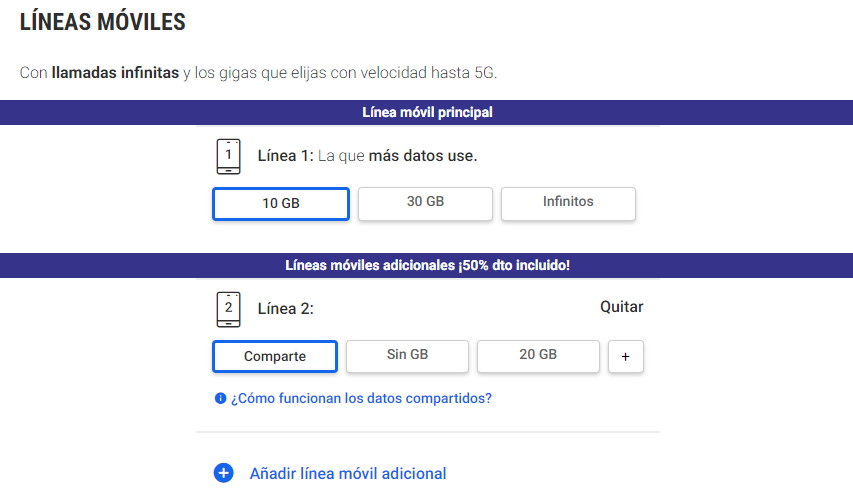 LÍNEAS MÓVILES
Con llamadas infinitas y los gigas que elijas con velocidad hasta 5G.
Línea móvil principal
1 Línea 1: La que más datos use.
10 GB 30 GB Infinitos
Líneas móviles adicionales ¡50% dto incluido!
2 Línea 2: Quitar
Comparte Sin GB 20 GB +
¿Cómo funcionan los datos compartidos?
Añadir línea móvil adicional